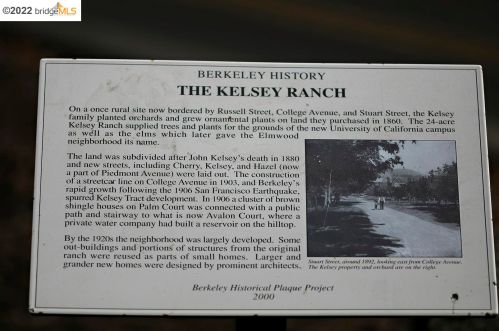 ©2022 bridgeMLS
BERKELEY HISTORY
THE KELSEY RANCH
On a once rural site now bordered by Russell Street, College Avenue, and Stuart Street, the Kelsey
family planted orchards and grew ornamental plants on land they purchased in 1860. The 24-acre
Kelsey Ranch supplied trees and plants for the grounds of the new University of California campus
as well as the elms which later gave the Elmwood
neighborhood its name.
The land was subdivided after John Kelsey's death in 1880
and new streets, including Cherry, Kelsey, and Hazel (now
a part of Piedmont Avenue) were laid out. The construction
of a streetcar line on College Avenue in 1903, and Berkeley's
rapid growth following the 1906 San Francisco Earthquake,
spurred Kelsey Tract development. In 1906 a cluster of brown
shingle houses on Palm Court was connected with a public
path and stairway to what is now Avalon Court, where a
private water company had built a reservoir on the hilltop.
By the 1920s the neighborhood was largely developed. Some
out-buildings and portions of structures from the original
ranch were reused as parts of small homes. Larger and
grander new homes were designed by prominent architects.
Stuart Street, around 1892, looking east from College Avenue.
The Kelsey property and orchard are on the right.
Berkeley Historical Plaque Project
2000